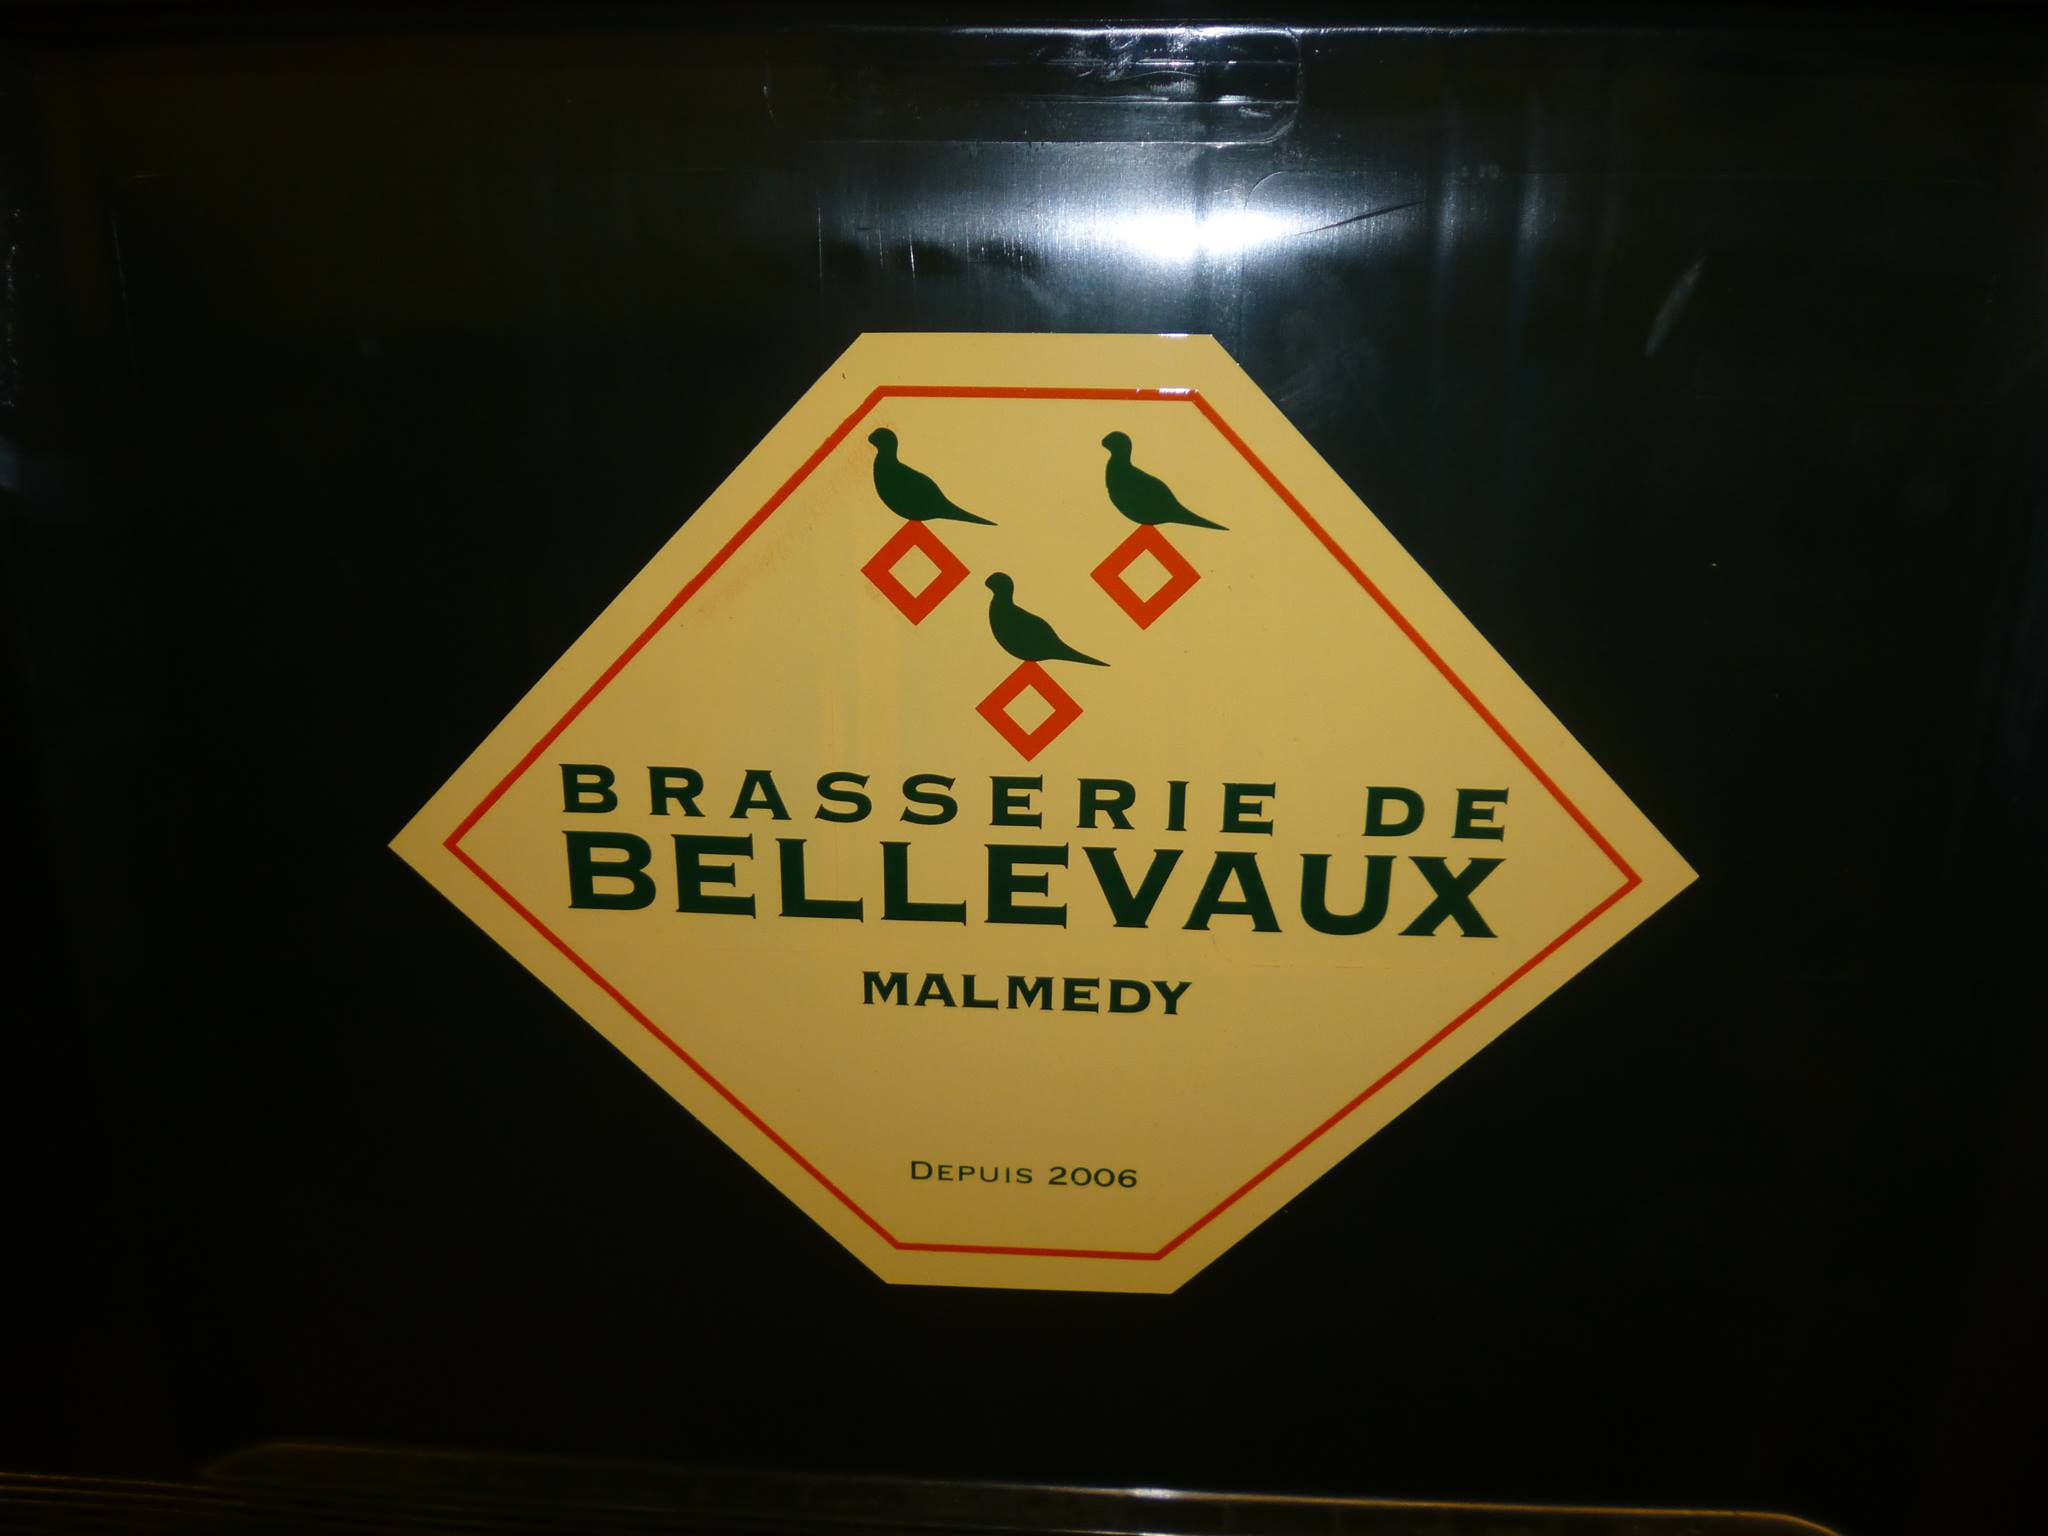 BRASSERIE DE
BELLEVAUX
MALMEDY
DEPUIS 2006